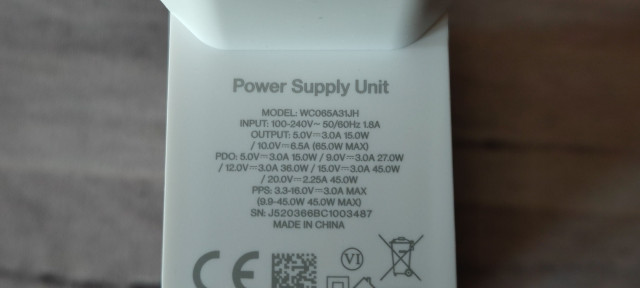 Power Supply Unit
MODEL: WC065A31JH
INPUT: 100-240V~ 50/60Hz 1.8A
OUTPUT: 5.0V⎓3.0A 15.0W
/ 10.0V⎓6.5A (65.0W MAX)
PDO: 5.0V⎓3.0A 15.0W / 9.0V⎓3.0A 27.0W
/ 12.0V⎓3.0A 36.0W / 15.0V⎓3.0A 45.0W
/ 20.0V⎓2.25A 45.0W
PPS: 3.3-16.0V⎓3.0A MAX
(9.9-45.0W 45.0W MAX)
SN: J520366BC1003487
MADE IN CHINA
CE
VI